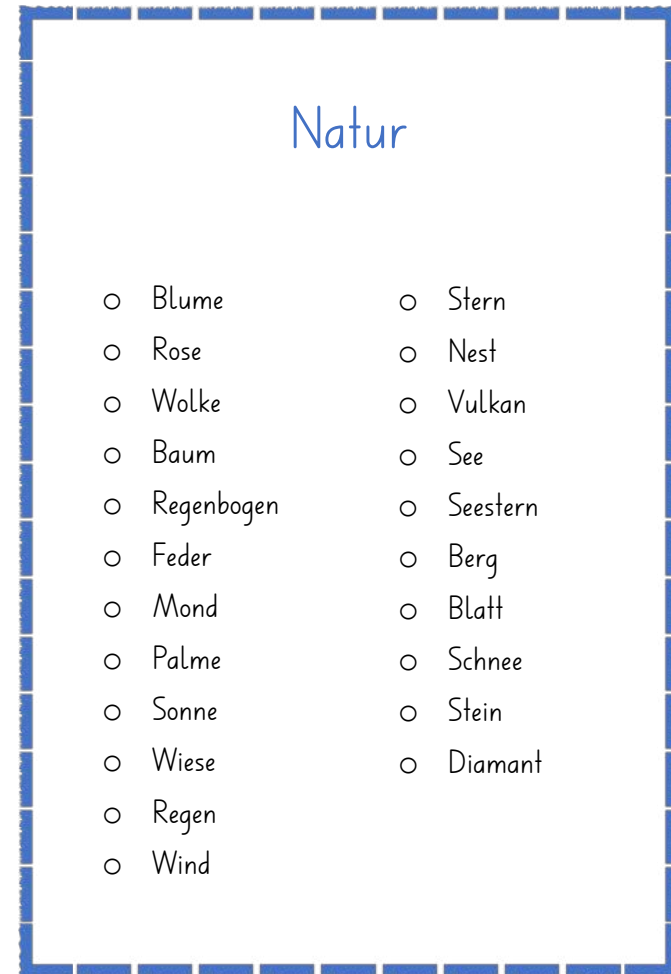 Natur
Blume
Rose
Wolke
Baum
Regenbogen
Feder
Mond
Palme
Sonne
Wiese
Regen
Wind
Stern
Nest
Vulkan
See
Seestern
Berg
Blatt
Schnee
Stein
Diamant